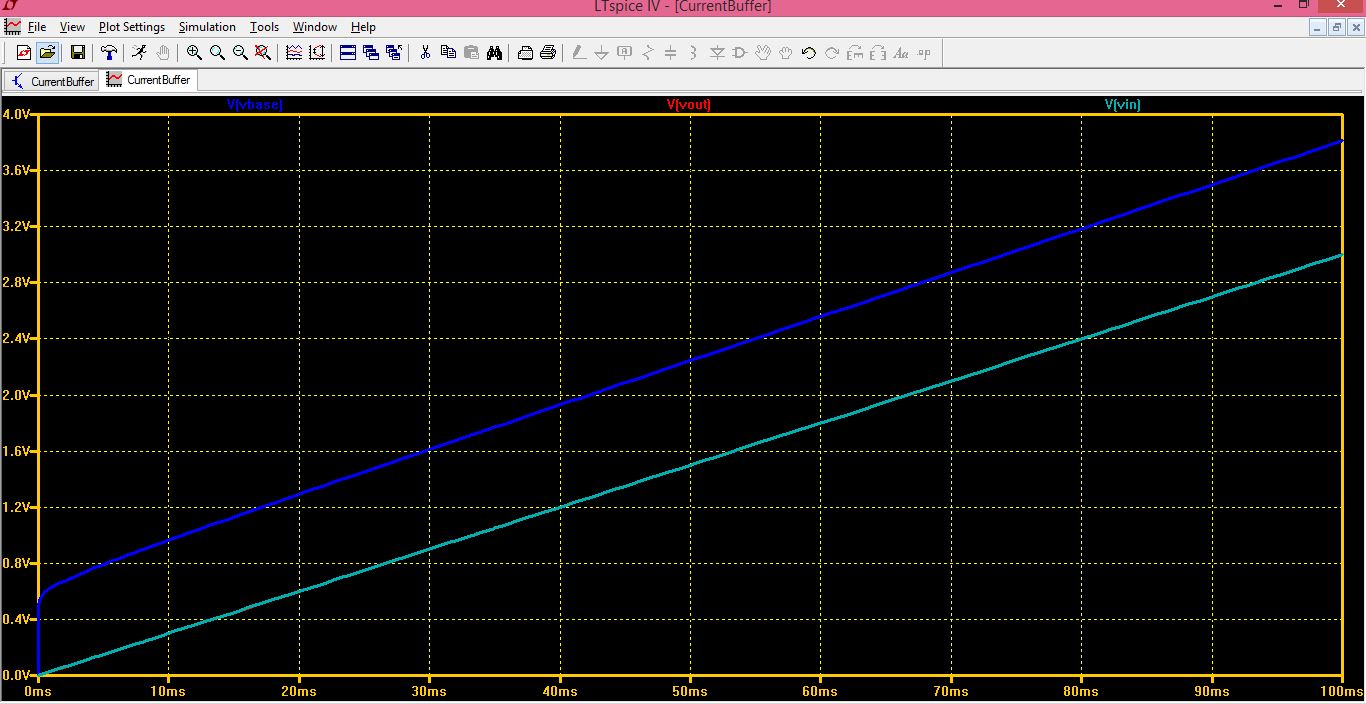 LTspice IV - [CurrentBuffer]
File View Plot Settings Simulation Tools Window Help
CurrentBuffer CurrentBuffer
V(vbase) V(vout) V(vin)
4.0V
3.6V
3.2V
2.8V
2.4V
2.0V
1.6V
1.2V
0.8V
0.4V
0.0V
0ms 10ms 20ms 30ms 40ms 50ms 60ms 70ms 80ms 90ms 100ms